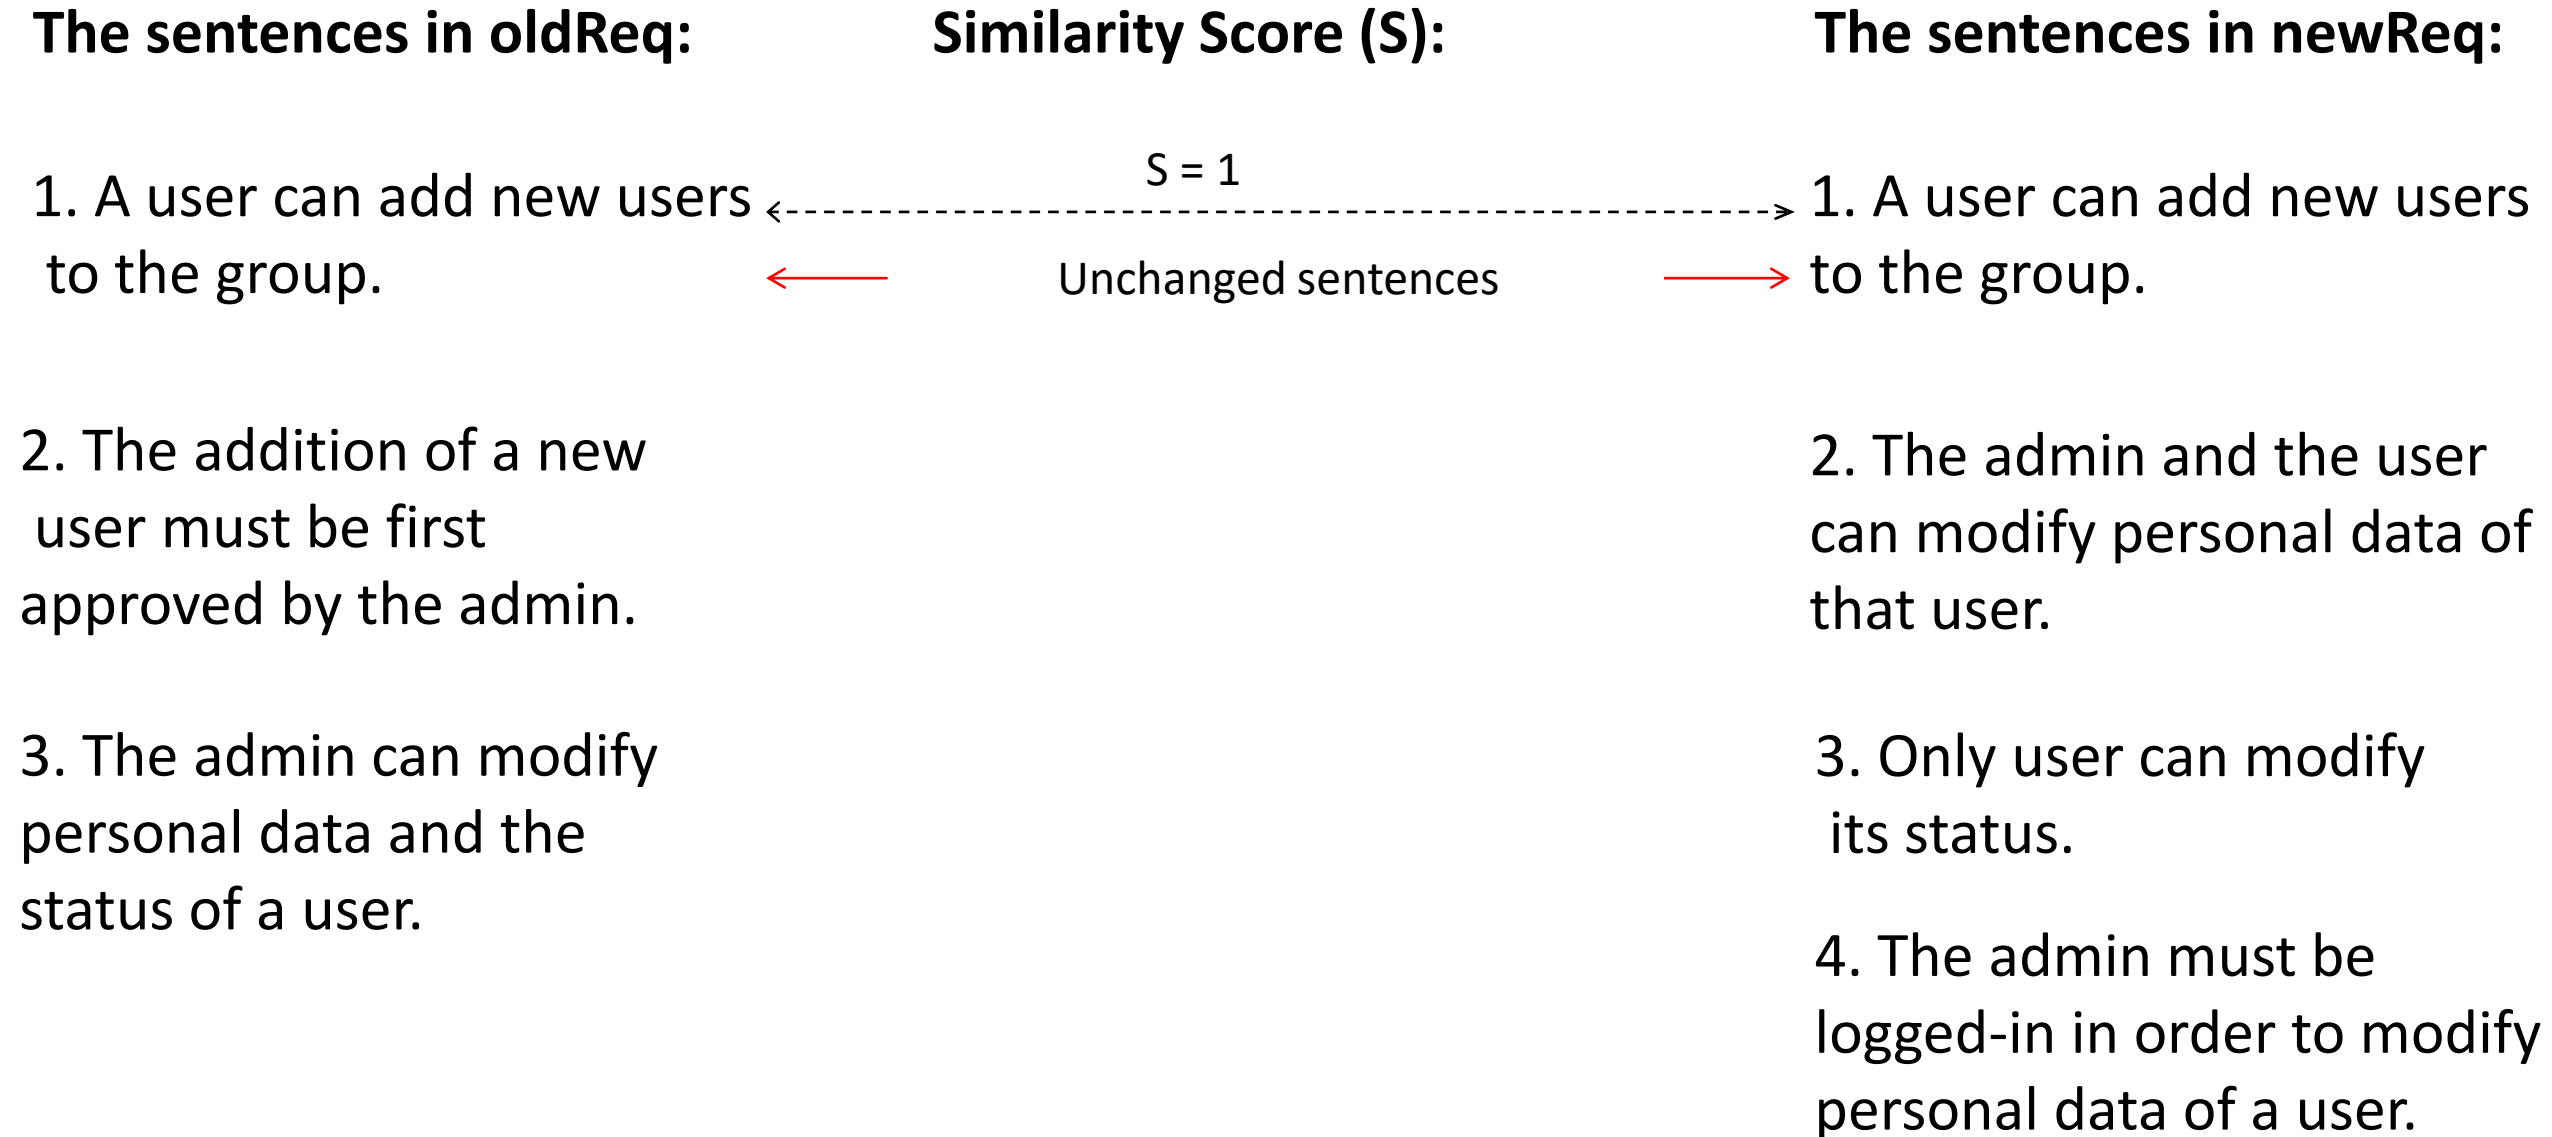 The sentences in oldReq:
Similarity Score (S):
The sentences in newReq:
1. A user can add new users
to the group.
S = 1
Unchanged sentences
1. A user can add new users
to the group.
2. The addition of a new
user must be first
approved by the admin.
2. The admin and the user
can modify personal data of
that user.
3. The admin can modify
personal data and the
status of a user.
3. Only user can modify
its status.
4. The admin must be
logged-in in order to modify
personal data of a user.